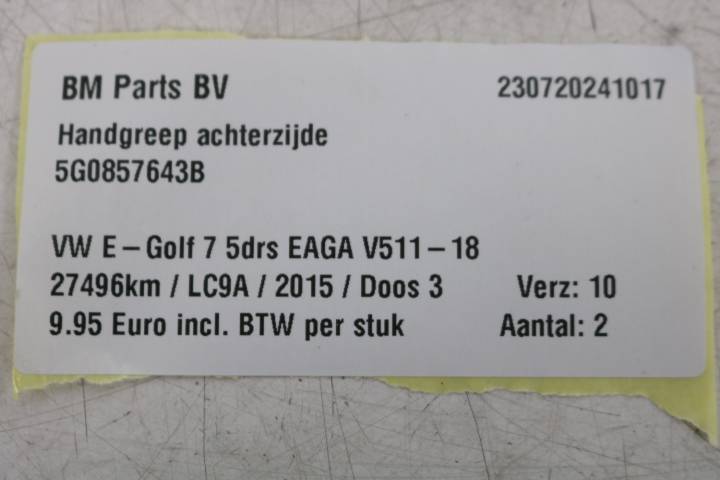 BM Parts BV 230720241017
Handgreep achterzijde
5G0857643B
VW E-Golf 7 5drs EAGA V511-18
27496km / LC9A / 2015 / Doos 3 Verz: 10
9.95 Euro incl. BTW per stuk Aantal: 2